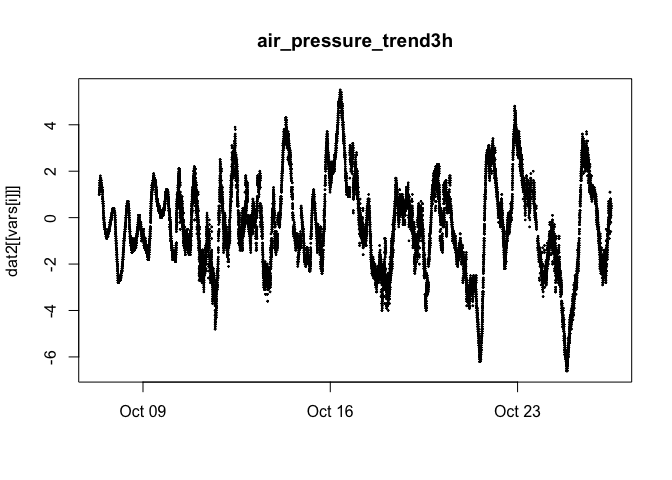 air_pressure_trend3h
dat2[[vars[i]]]
4
2
0
-2
-4
-6
Oct 09 Oct 16 Oct 23